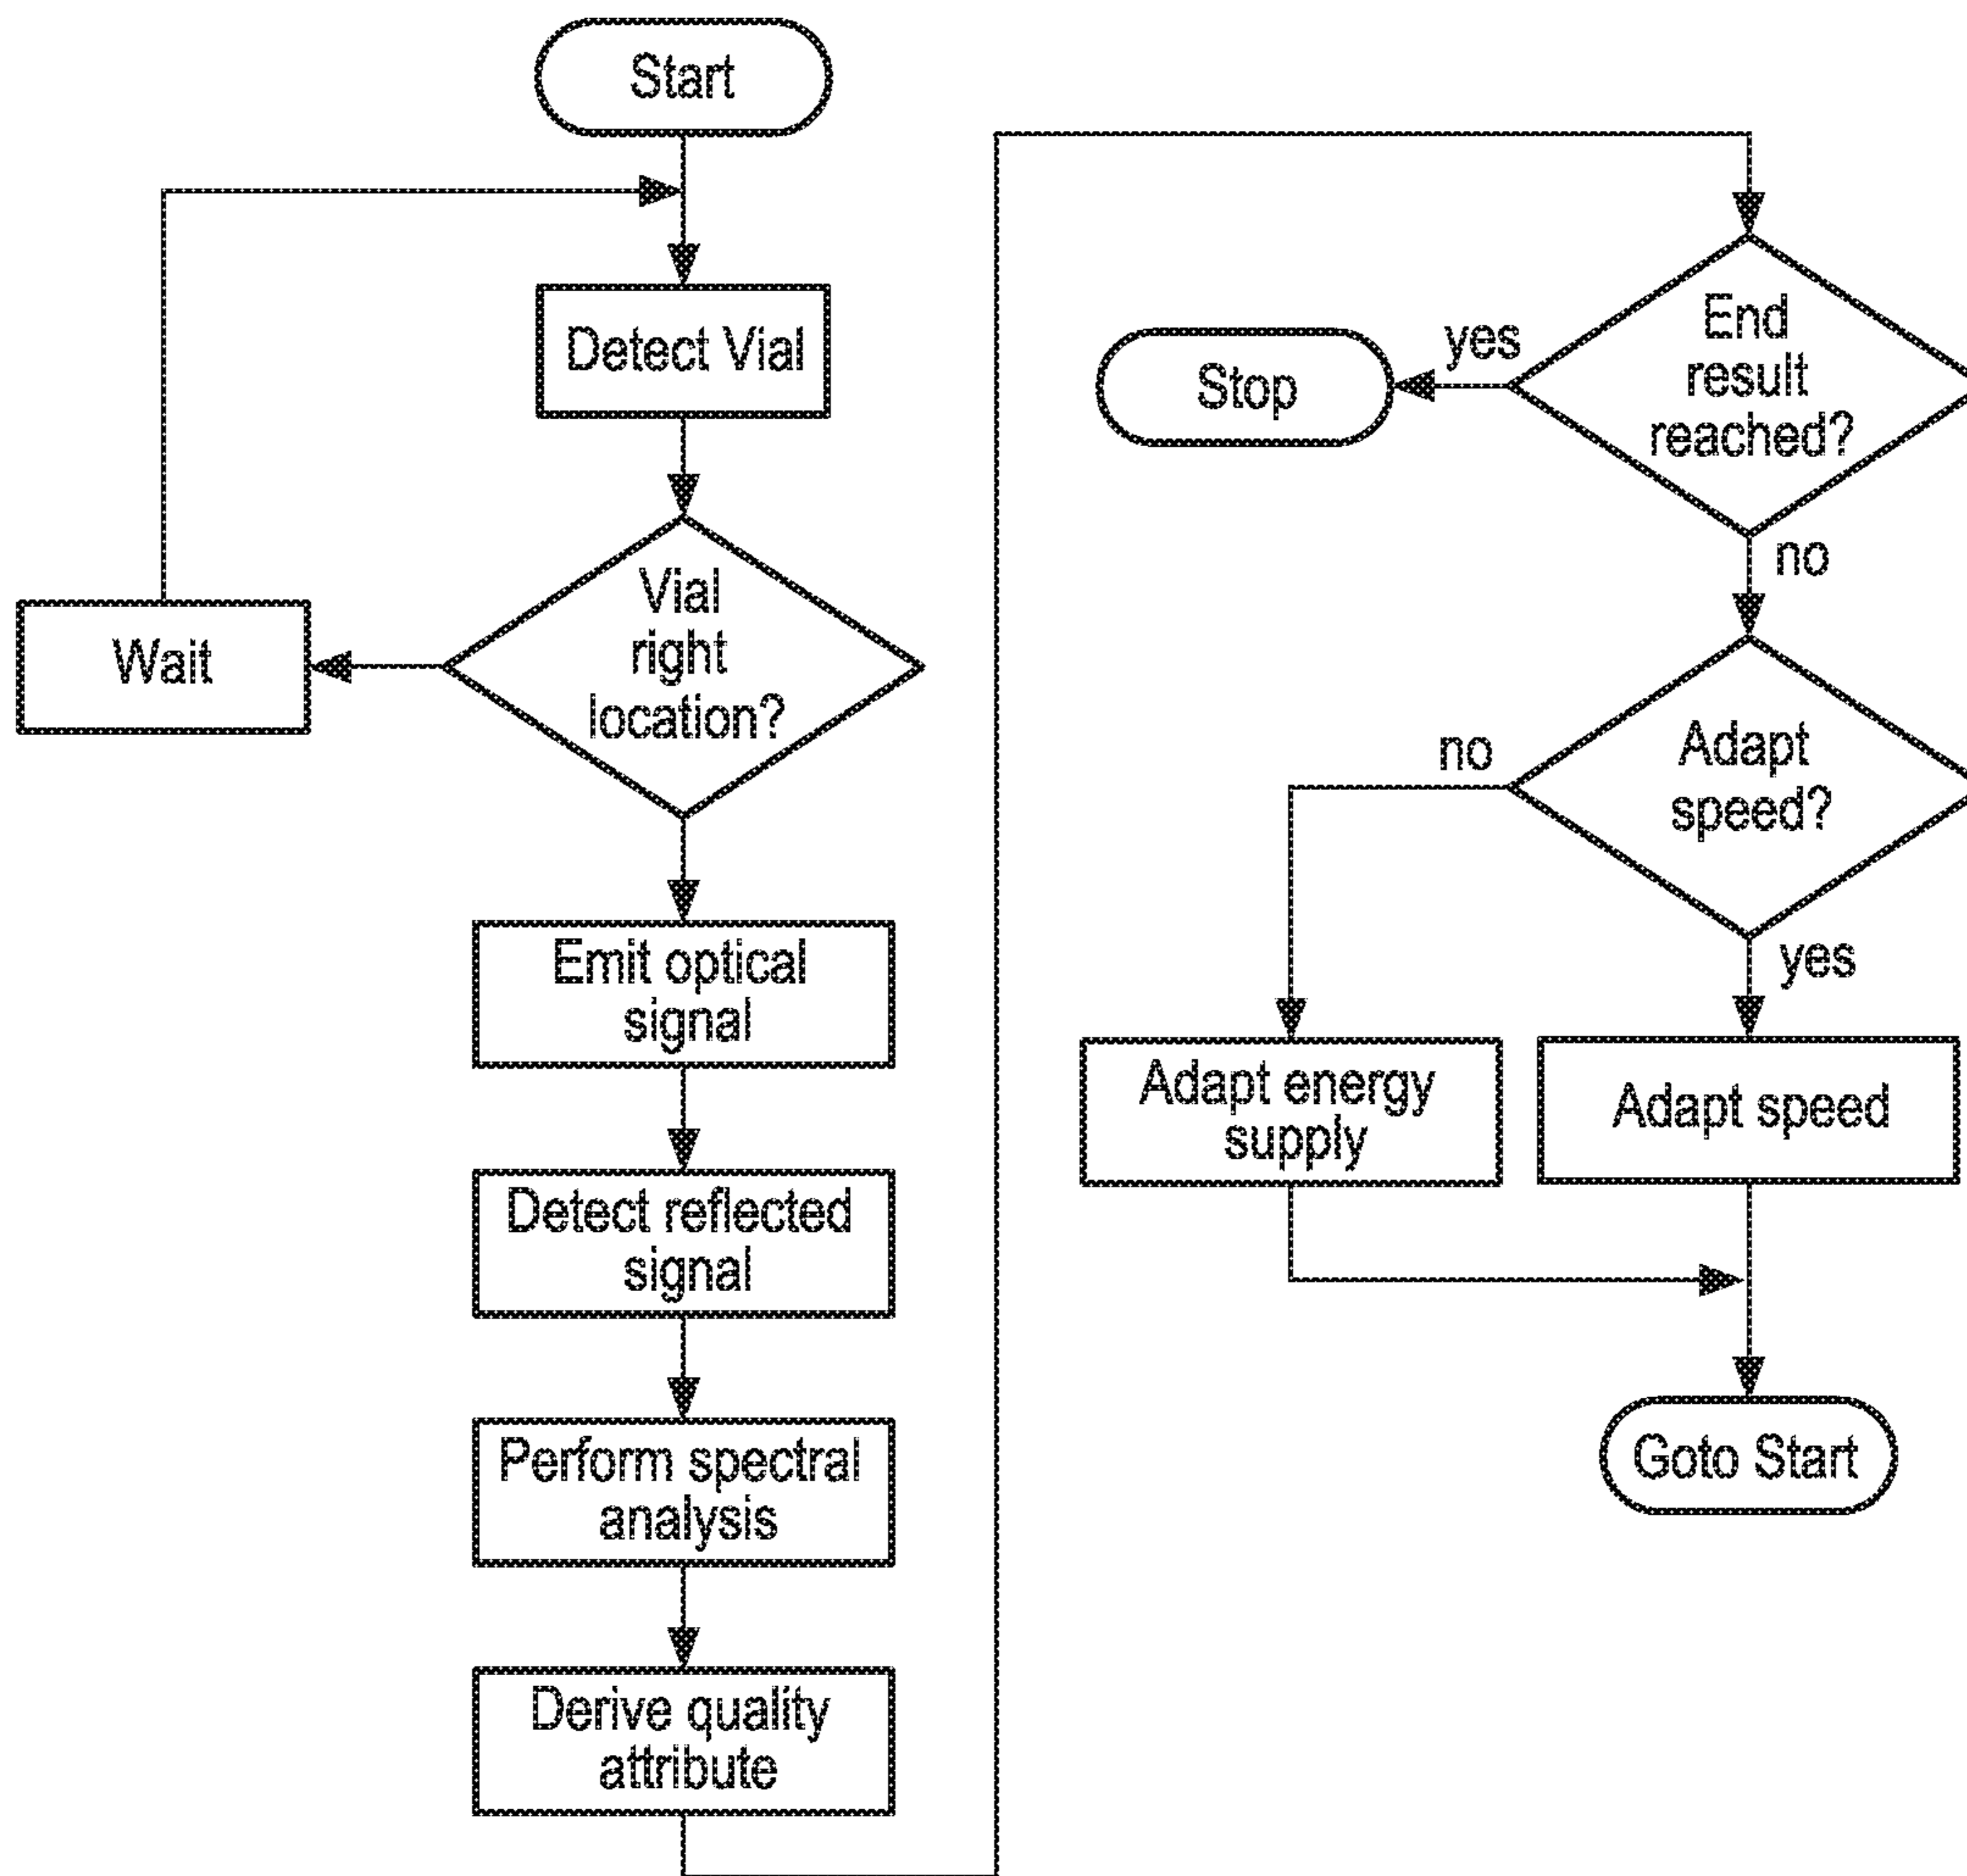 Start
Detect Vial
Vial
right
location?
Wait
Emit optical
signal
Detect reflected
signal
Perform spectral
analysis
Derive quality
attribute
End
result
reached?
yes
Stop
no
Adapt
speed?
no
yes
Adapt energy
supply
Adapt speed
Goto Start